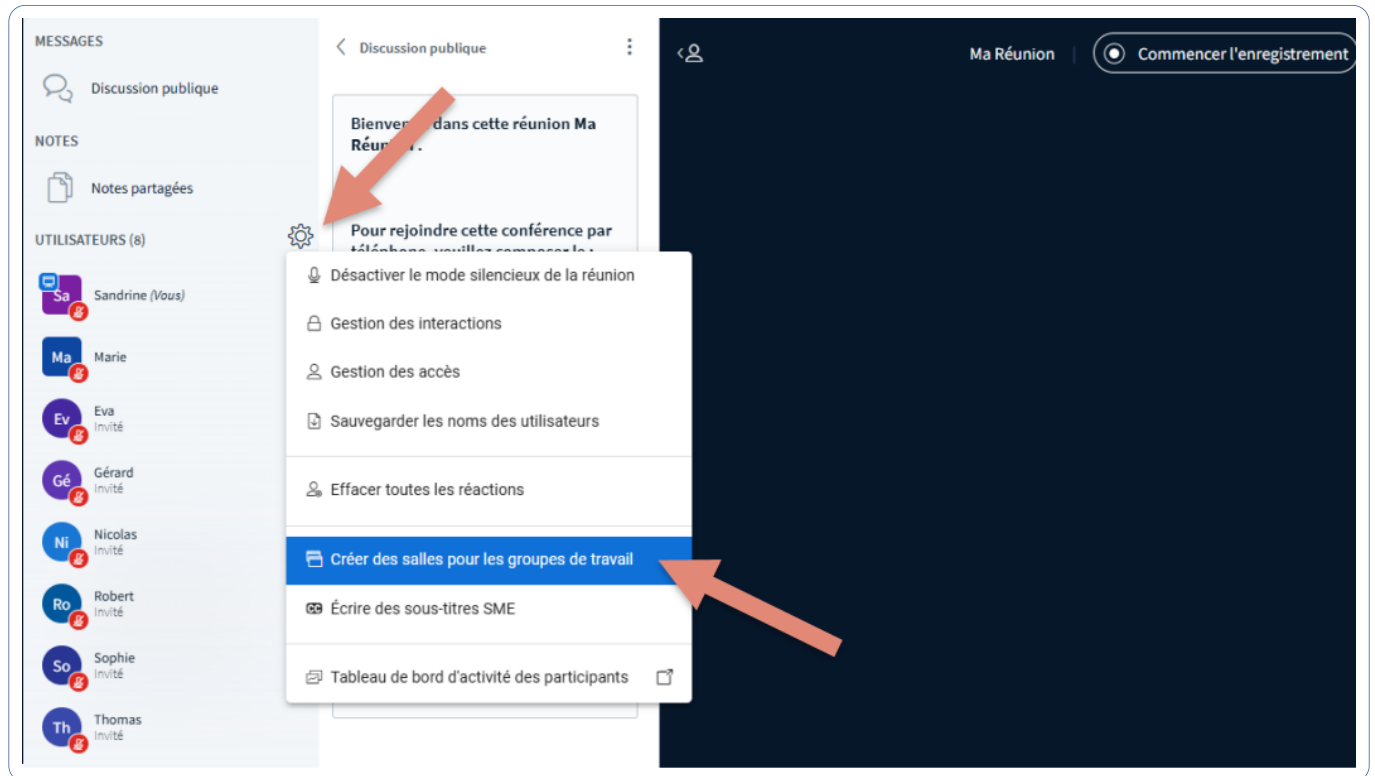 MESSAGES
Discussion publique
NOTES
Notes partagées
UTILISATEURS (8)
Sa
Sandrine (Vous)
Ma
Marie
Ev
Eva
Invité
Gé
Gérard
Invité
Ni
Nicolas
Invité
Ro
Robert
Invité
So
Sophie
Invité
Th
Thomas
Invité
Discussion publique
dans cette réunion Ma
Pour rejoindre cette conférence par
téléphone, veuillez composer le :
Désactiver le mode silencieux de la réunion
Gestion des interactions
Gestion des accès
Sauvegarder les noms des utilisateurs
Effacer toutes les réactions
Créer des salles pour les groupes de travail
Écrire des sous-titres SME
Tableau de bord d'activité des participants
Ma Réunion
Commencer l'enregistrement